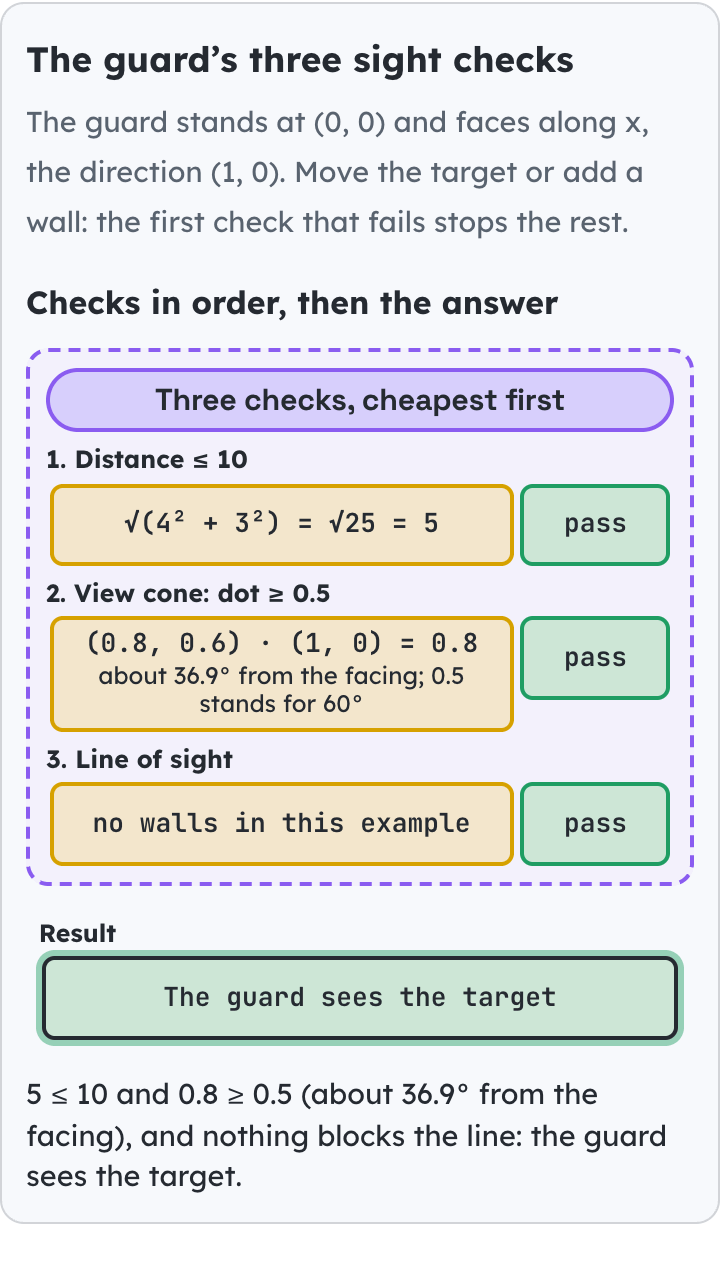 The guard’s three sight checks
The guard stands at (0, 0) and faces along x,
the direction (1, 0). Move the target or add a
wall: the first check that fails stops the rest.
Checks in order, then the answer
Three checks, cheapest first
1. Distance ≤ 10
√(4² + 3²) = √25 = 5
pass
2. View cone: dot ≥ 0.5
(0.8, 0.6) · (1, 0) = 0.8
about 36.9° from the facing; 0.5
stands for 60°
pass
3. Line of sight
no walls in this example
pass
Result
The guard sees the target
5 ≤ 10 and 0.8 ≥ 0.5 (about 36.9° from the
facing), and nothing blocks the line: the guard
sees the target.